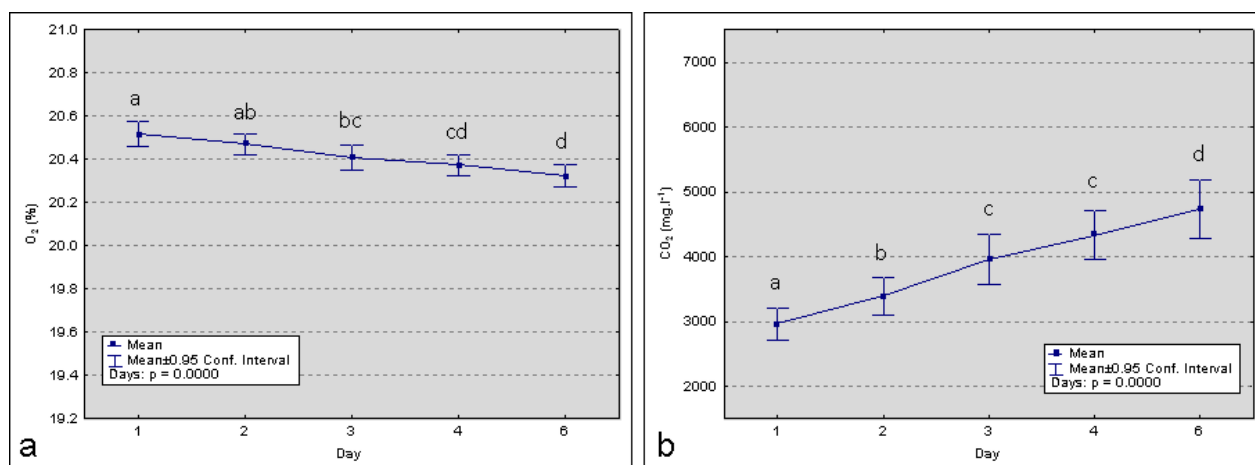 21.0
20.8
20.6
20.4
20.2
20.0
19.8
19.6
19.4
19.2
O₂ (%)
a
ab
bc
cd
d
Mean
Mean±0.95 Conf. Interval
Days: p = 0.0000
1 2 3 4 6
Day
a
7000
6000
5000
4000
3000
2000
CO₂ (mg.l⁻¹)
a
b
c
c
d
Mean
Mean±0.95 Conf. Interval
Days: p = 0.0000
1 2 3 4 6
Day
b